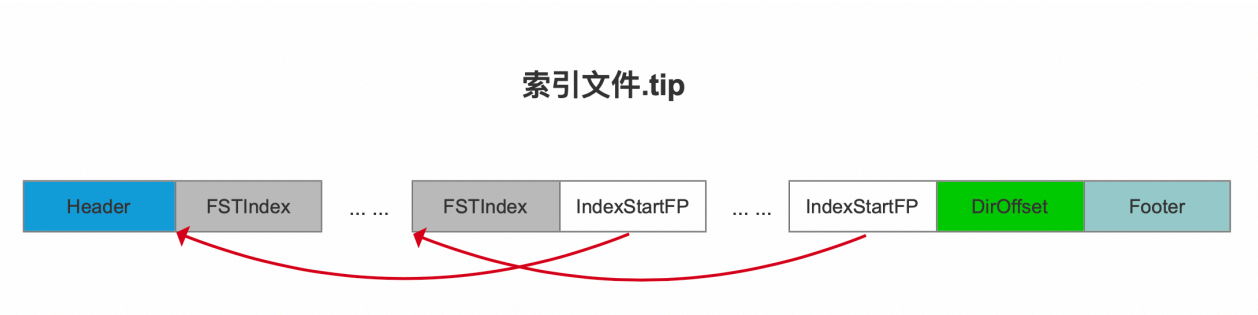 索引文件.tip
Header FSTIndex ... ... FSTIndex IndexStartFP ... ... IndexStartFP DirOffset Footer